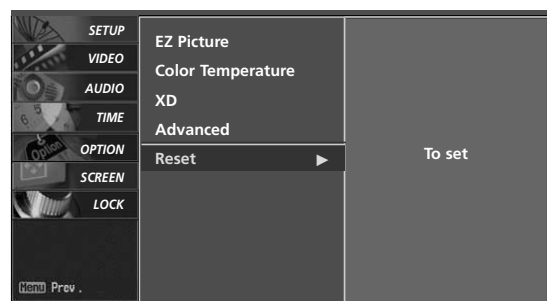 SETUP
VIDEO
AUDIO
TIME
OPTION
SCREEN
LOCK
Menu Prev .
EZ Picture
Color Temperature
XD
Advanced
Reset ▶
To set